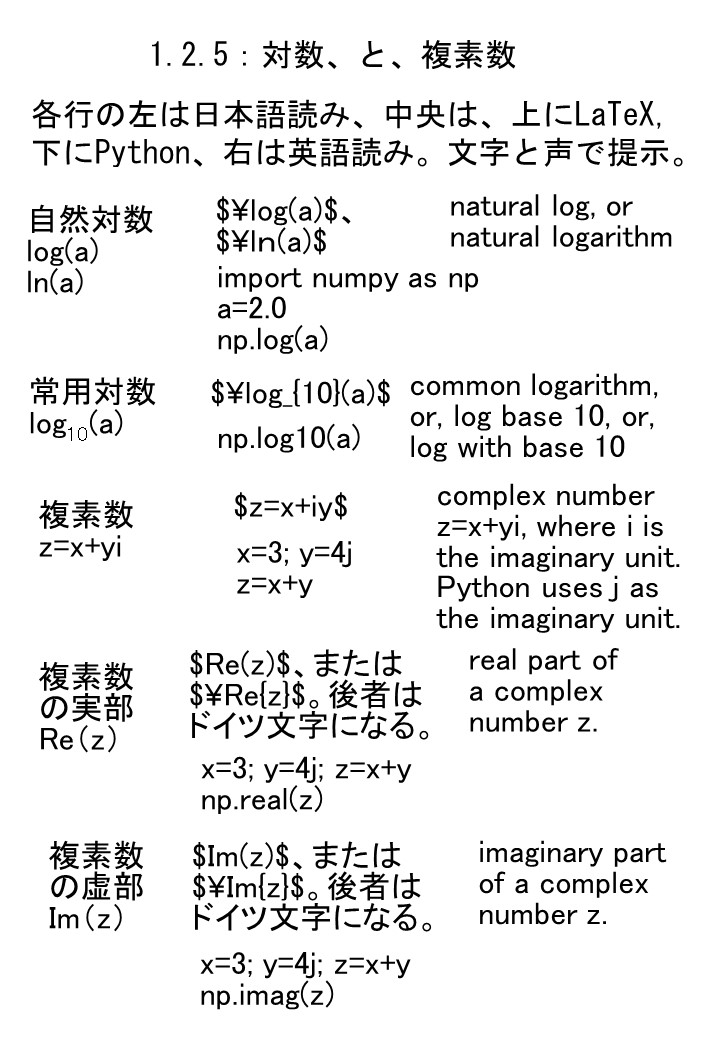 1.2.5：対数、と、複素数
各行の左は日本語読み、中央は、上にLaTeX,
下にPython、右は英語読み。文字と声で提示。
自然対数
log(a)
ln(a)
$¥log(a)$、
$¥ln(a)$
import numpy as np
a=2.0
np.log(a)
natural log, or
natural logarithm
常用対数
log₁₀(a)
$¥log_{10}(a)$
np.log10(a)
common logarithm,
or, log base 10, or,
log with base 10
複素数
z=x+yi
$z=x+iy$
x=3; y=4j
z=x+y
complex number
z=x+yi, where i is
the imaginary unit.
Python uses j as
the imaginary unit.
複素数
の実部
Re(z)
$Re(z)$、または
$¥Re{z}$。後者は
ドイツ文字になる。
x=3; y=4j; z=x+y
np.real(z)
real part of
a complex
number z.
複素数
の虚部
Im(z)
$Im(z)$、または
$¥Im{z}$。後者は
ドイツ文字になる。
x=3; y=4j; z=x+y
np.imag(z)
imaginary part
of a complex
number z.